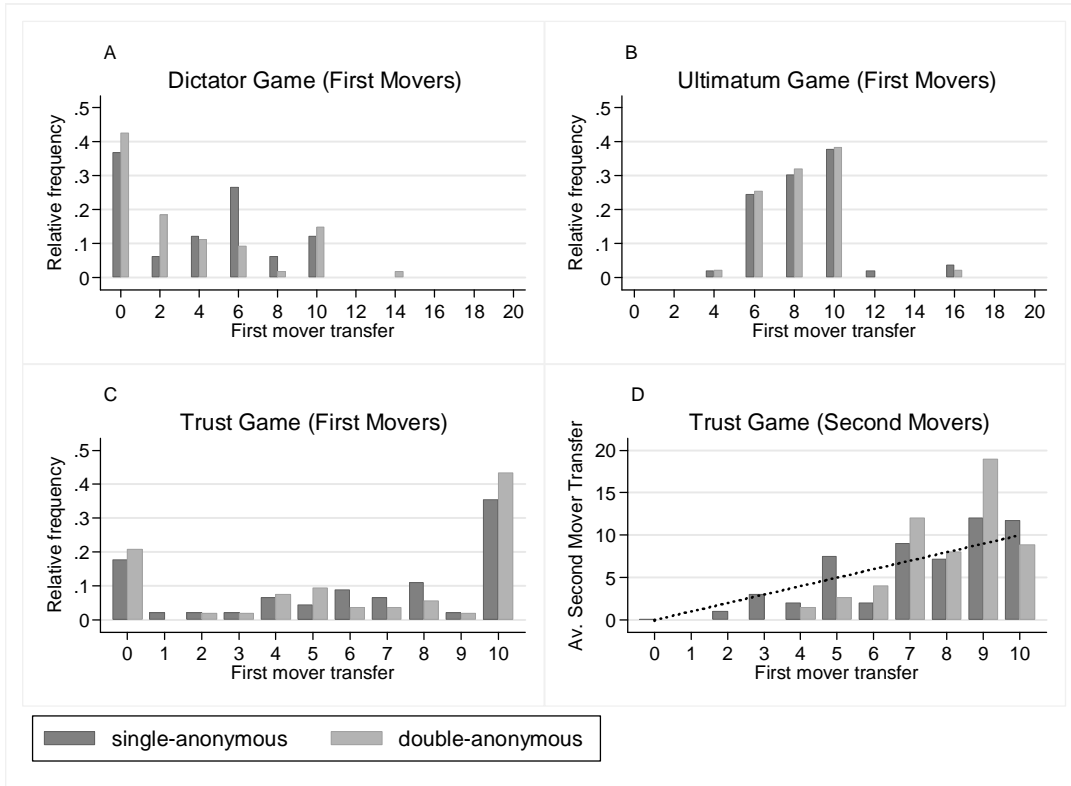 A
Dictator Game (First Movers)
Relative frequency
.5
.4
.3
.2
.1
0
0 2 4 6 8 10 12 14 16 18 20
First mover transfer
B
Ultimatum Game (First Movers)
Relative frequency
.5
.4
.3
.2
.1
0
0 2 4 6 8 10 12 14 16 18 20
First mover transfer
C
Trust Game (First Movers)
Relative frequency
.5
.4
.3
.2
.1
0
0 1 2 3 4 5 6 7 8 9 10
First mover transfer
D
Trust Game (Second Movers)
Av. Second Mover Transfer
20
15
10
5
0
0 1 2 3 4 5 6 7 8 9 10
First mover transfer
single-anonymous double-anonymous